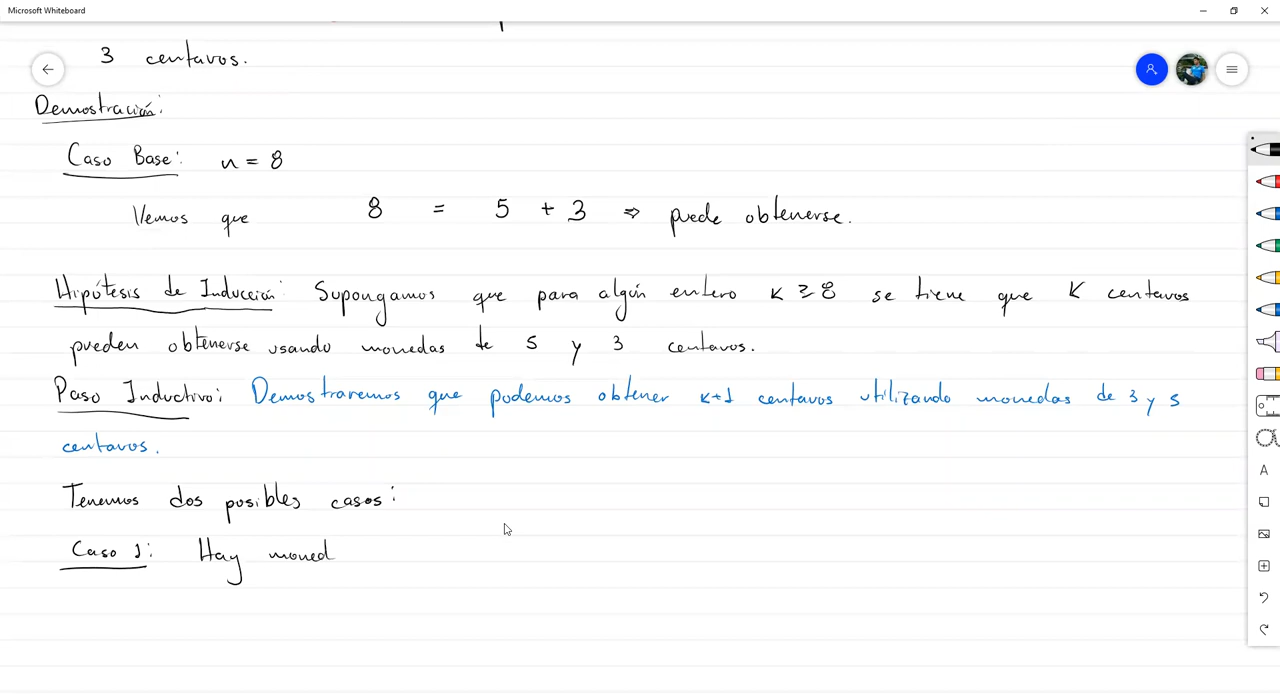 Microsoft Whiteboard
3 centavos.
Demostración:
Caso Base: n = 8
Vemos que 8 = 5 + 3 ⇒ puede obtenerse.
Hipótesis de Inducción: Supongamos que para algún entero K ≥ 8 se tiene que K centavos
pueden obtenerse usando monedas de 5 y 3 centavos.
Paso Inductivo: Demostraremos que podemos obtener K+1 centavos utilizando monedas de 3 y 5
centavos.
Tenemos dos posibles casos:
Caso 1: Hay moned